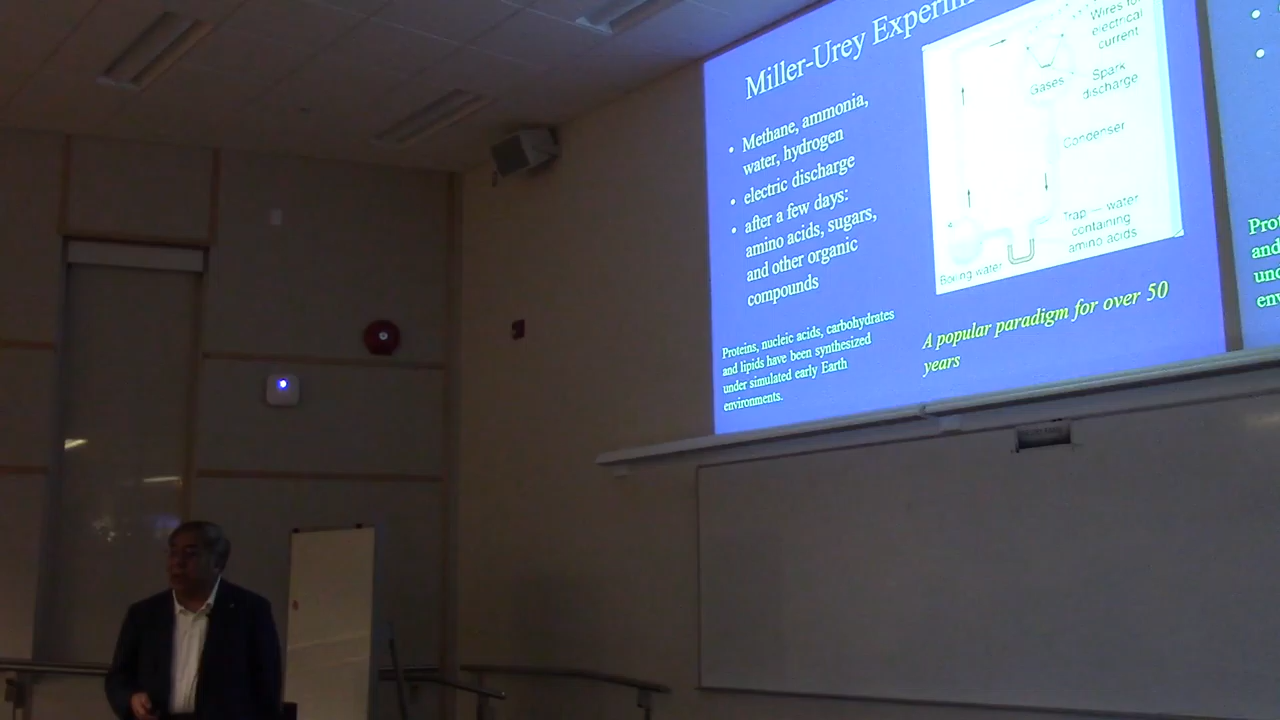 Miller-Urey
• Methane, ammonia,
water, hydrogen
• electric discharge
• after a few days:
amino acids, sugars,
and other organic
compounds
Proteins, nucleic acids, carbohydrates
and lipids have been synthesized
under simulated early Earth
environments.
Wires for
electrical
current
Gases
Spark
discharge
Condenser
Trap — water
containing
amino acids
Boiling water
A popular paradigm for over 50
years
and